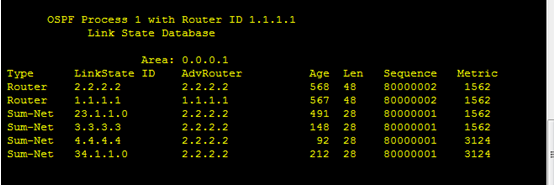 OSPF Process 1 with Router ID 1.1.1.1
Link State Database
Area: 0.0.0.1
Type LinkState ID AdvRouter Age Len Sequence Metric
Router 2.2.2.2 2.2.2.2 568 48 80000002 1562
Router 1.1.1.1 1.1.1.1 567 48 80000002 1562
Sum-Net 23.1.1.0 2.2.2.2 491 28 80000001 1562
Sum-Net 3.3.3.3 2.2.2.2 148 28 80000001 1562
Sum-Net 4.4.4.4 2.2.2.2 92 28 80000001 3124
Sum-Net 34.1.1.0 2.2.2.2 212 28 80000001 3124